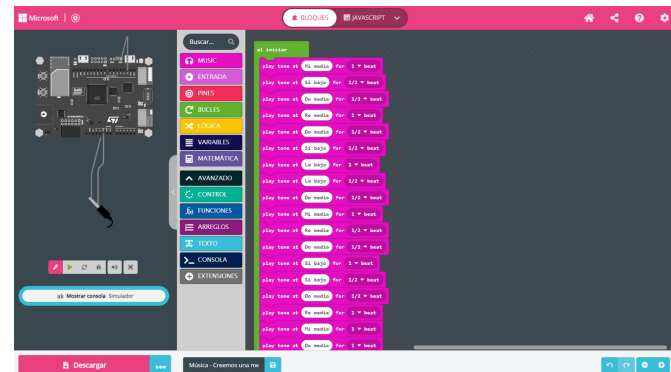 Microsoft
BLOQUES
JAVASCRIPT
Buscar...
MUSIC
ENTRADA
PINES
BUCLES
LÓGICA
VARIABLES
MATEMÁTICA
AVANZADO
CONTROL
FUNCIONES
ARREGLOS
TEXTO
CONSOLA
EXTENSIONES
al iniciar
play tone at Mi medio for 1 beat
play tone at Si bajo for 1/2 beat
play tone at Do medio for 1/2 beat
play tone at Re medio for 1 beat
play tone at Do medio for 1/2 beat
play tone at Si bajo for 1/2 beat
play tone at La bajo for 1 beat
play tone at La bajo for 1/2 beat
play tone at Do medio for 1/2 beat
play tone at Mi medio for 1 beat
play tone at Re medio for 1/2 beat
play tone at Do medio for 1/2 beat
play tone at Si bajo for 1 beat
play tone at Si bajo for 1/2 beat
play tone at Do medio for 1/2 beat
play tone at Re medio for 1 beat
play tone at Mi medio for 1 beat
play tone at Do medio for 1 beat
Mostrar consola Simulador
Descargar
Música - Creemos una me